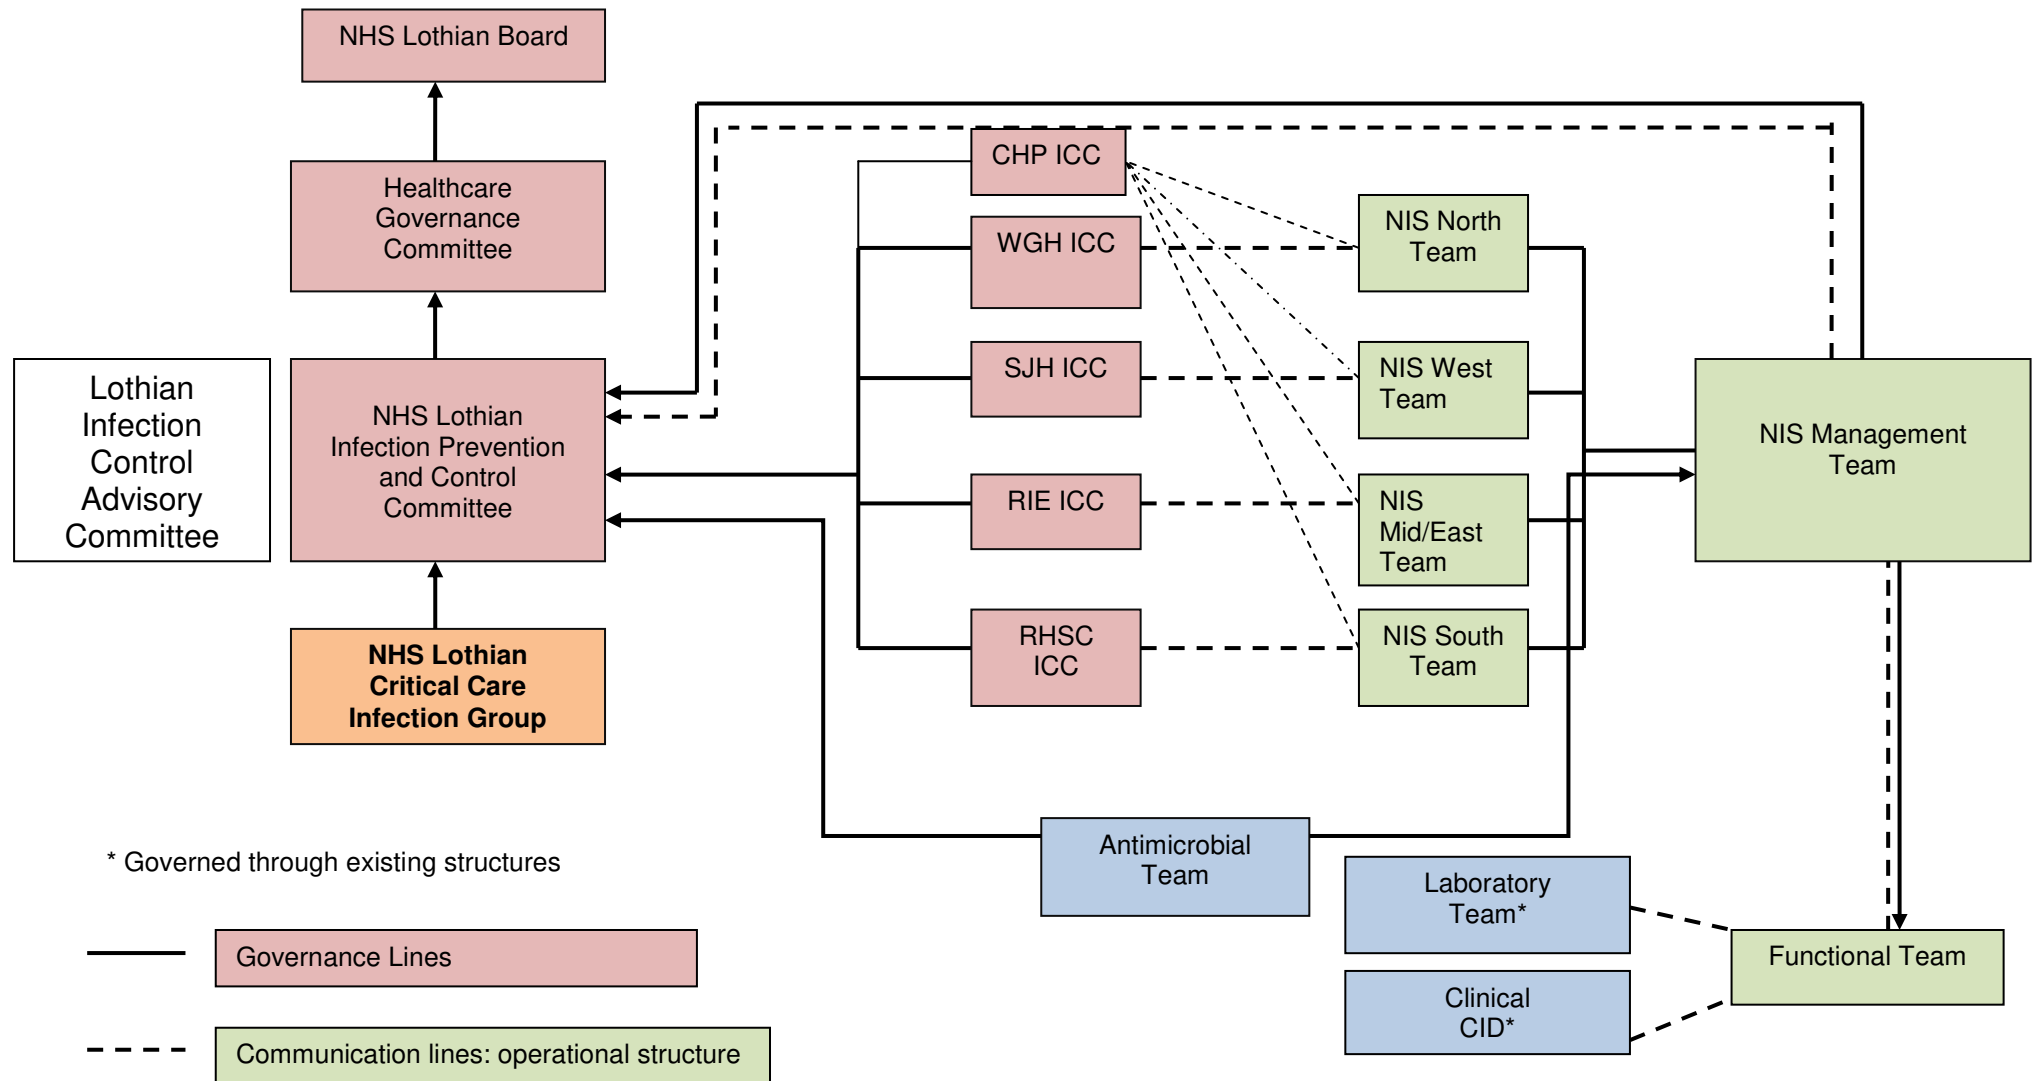 NHS Lothian Board
Healthcare
Governance
Committee
Lothian
Infection
Control
Advisory
Committee
NHS Lothian
Infection Prevention
and Control
Committee
NHS Lothian
Critical Care
Infection Group
CHP ICC
WGH ICC
SJH ICC
RIE ICC
RHSC
ICC
NIS North
Team
NIS West
Team
NIS
Mid/East
Team
NIS South
Team
NIS Management
Team
Antimicrobial
Team
Laboratory
Team*
Clinical
CID*
Functional Team
* Governed through existing structures
Governance Lines
Communication lines: operational structure